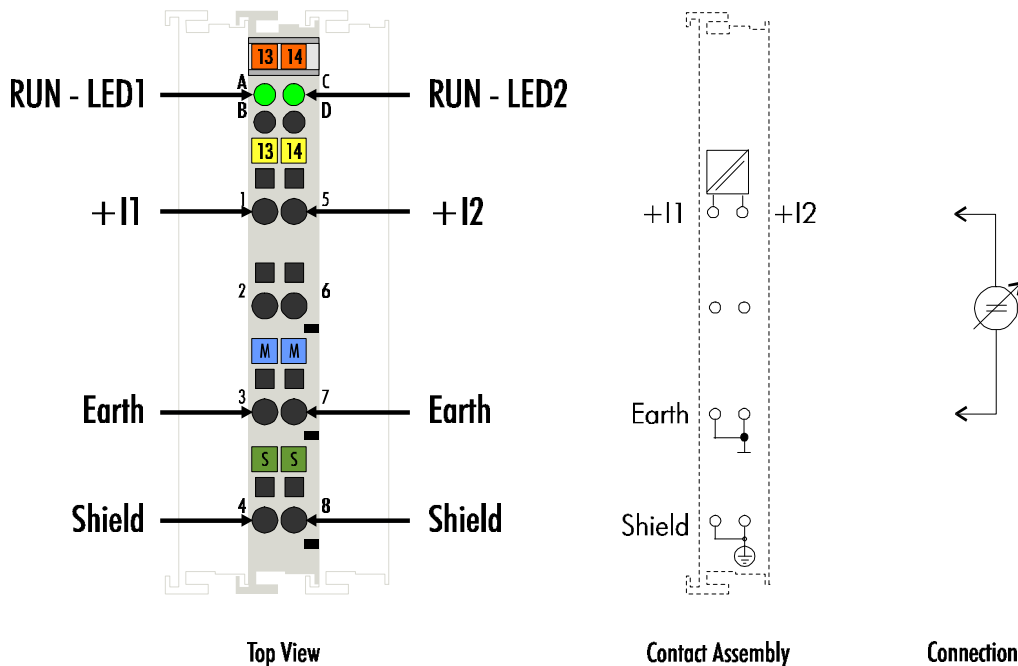 13 14
A C
RUN - LED1 RUN - LED2
B D
13 14
1 5
+I1 +I2
+I1 +I2
2 6
M M
3 7
Earth Earth
Earth
S S
4 8
Shield Shield
Shield
Top View Contact Assembly Connection